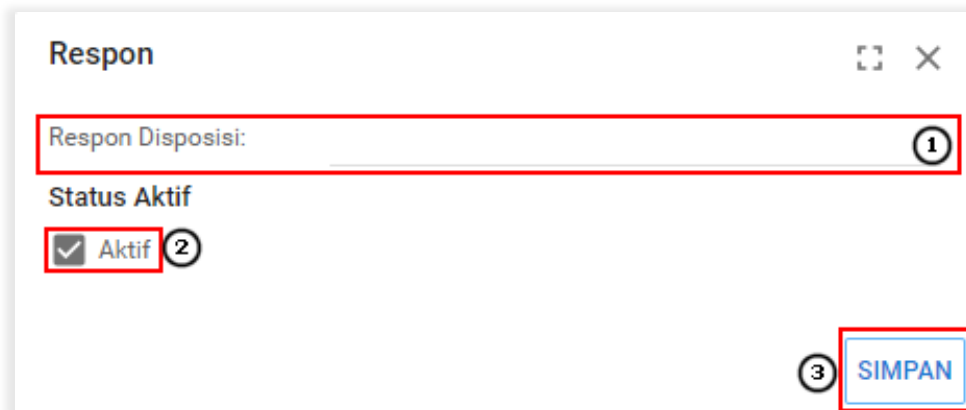 Respon
Respon Disposisi: 1
Status Aktif
Aktif 2
3 SIMPAN